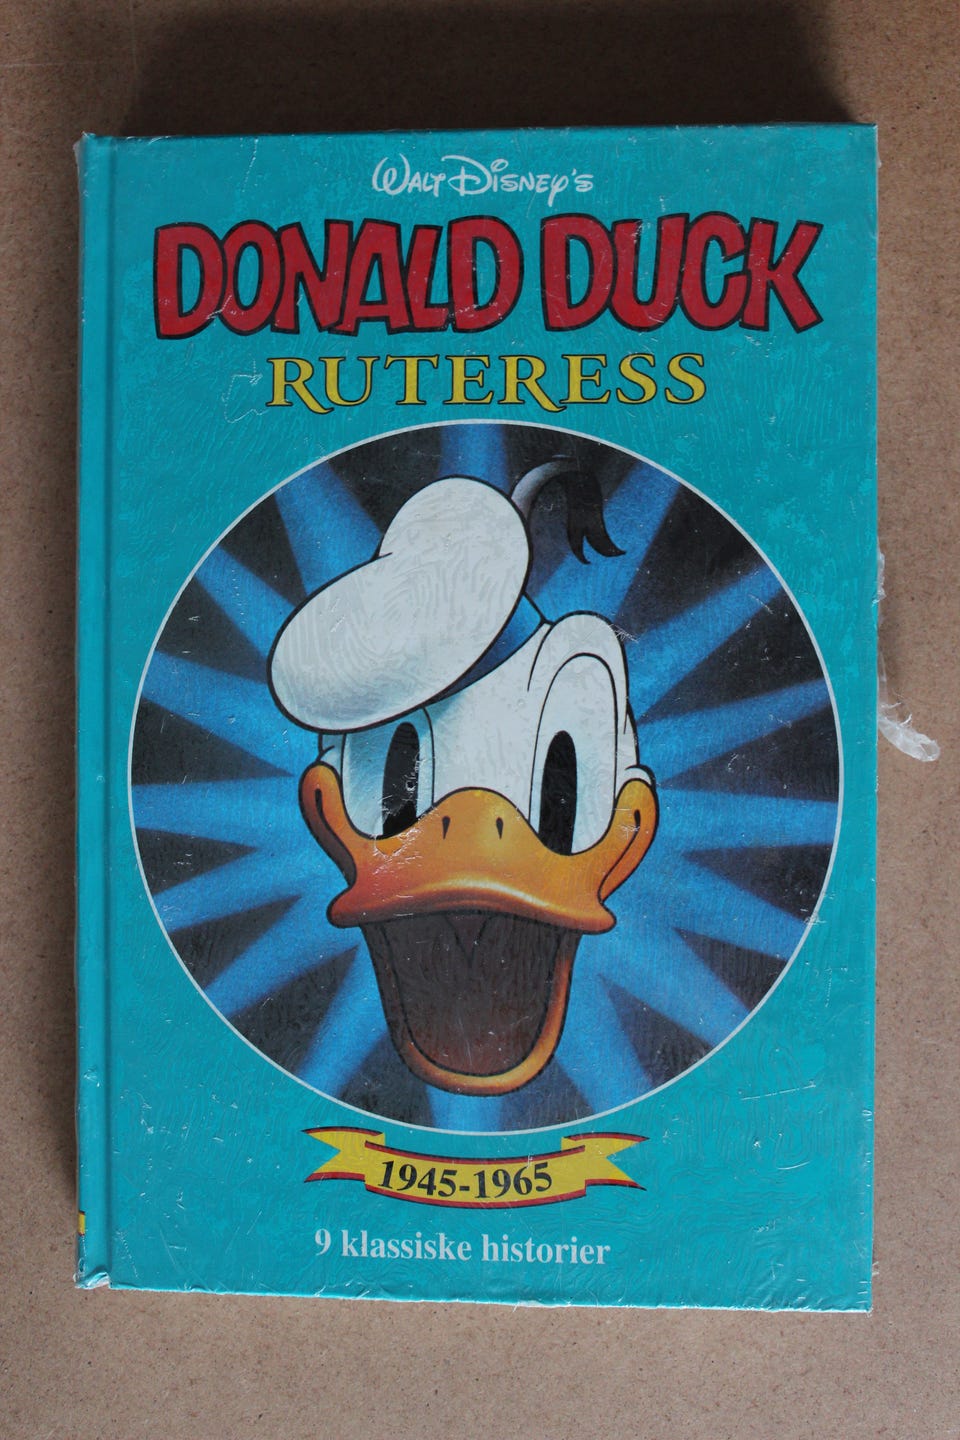 Walt Disney's
DONALD DUCK
RUTERESS
1945-1965
9 klassiske historier